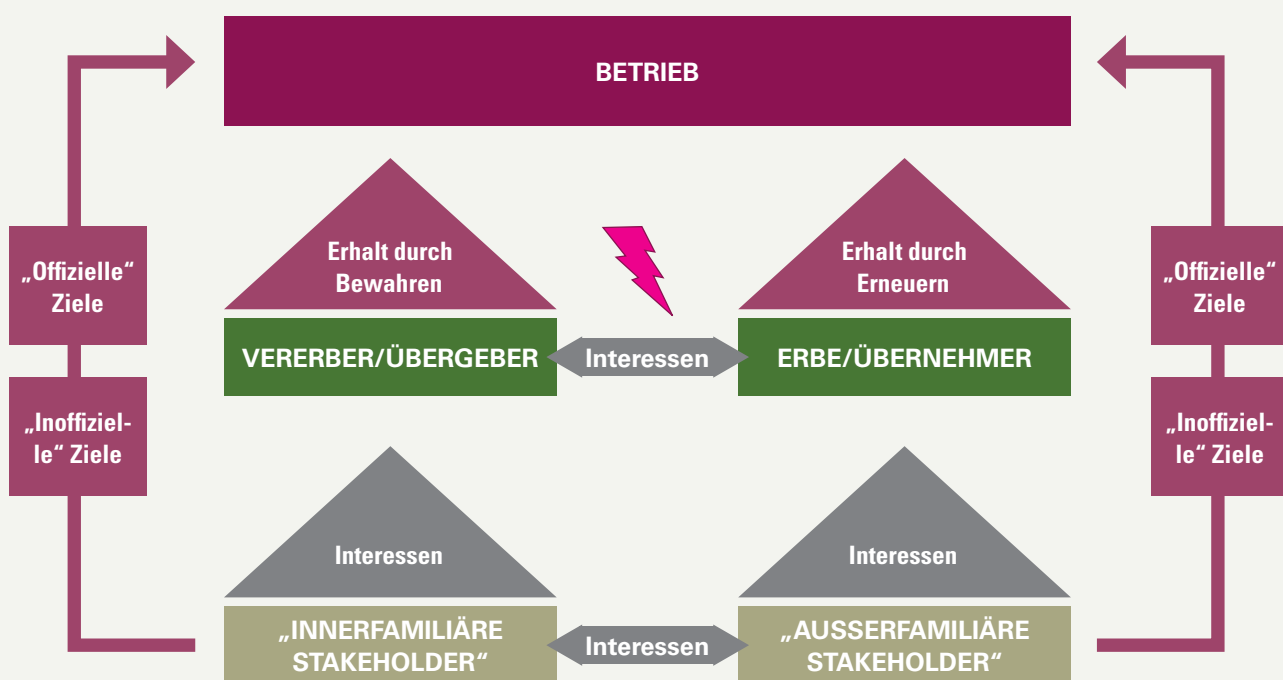 BETRIEB
„Offizielle“
Ziele
„Inoffiziel-
le“ Ziele
Erhalt durch
Bewahren
Erhalt durch
Erneuern
„Offizielle“
Ziele
„Inoffiziel-
le“ Ziele
VERERBER/ÜBERGEBER
Interessen
ERBE/ÜBERNEHMER
Interessen
Interessen
„INNERFAMILIÄRE
STAKEHOLDER“
Interessen
„AUSSERFAMILIÄRE
STAKEHOLDER“